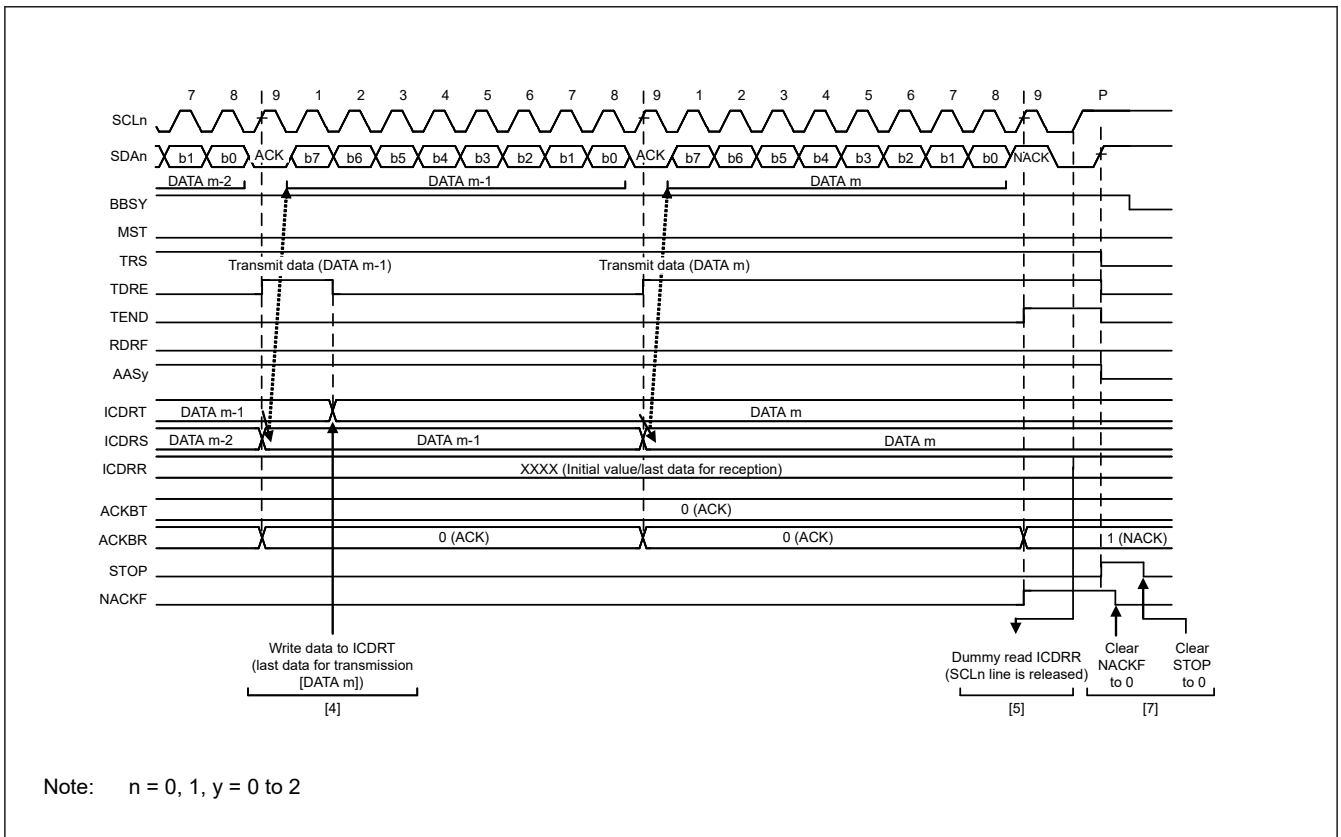 7 8 9 1 2 3 4 5 6 7 8 9 1 2 3 4 5 6 7 8 9 P
SCLn
SDAn b1 b0 ACK b7 b6 b5 b4 b3 b2 b1 b0 ACK b7 b6 b5 b4 b3 b2 b1 b0 NACK
DATA m-2 DATA m-1 DATA m
BBSY
MST
TRS
Transmit data (DATA m-1) Transmit data (DATA m)
TDRE
TEND
RDRF
AASy
ICDRT DATA m-1 DATA m
ICDRS DATA m-2 DATA m-1 DATA m
ICDRR XXXX (Initial value/last data for reception)
ACKBT 0 (ACK)
ACKBR 0 (ACK) 0 (ACK) 1 (NACK)
STOP
NACKF
Write data to ICDRT
(last data for transmission
[DATA m])
[4]
Dummy read ICDRR
(SCLn line is released)
[5]
Clear
NACKF
to 0
Clear
STOP
to 0
[7]
Note: n = 0, 1, y = 0 to 2